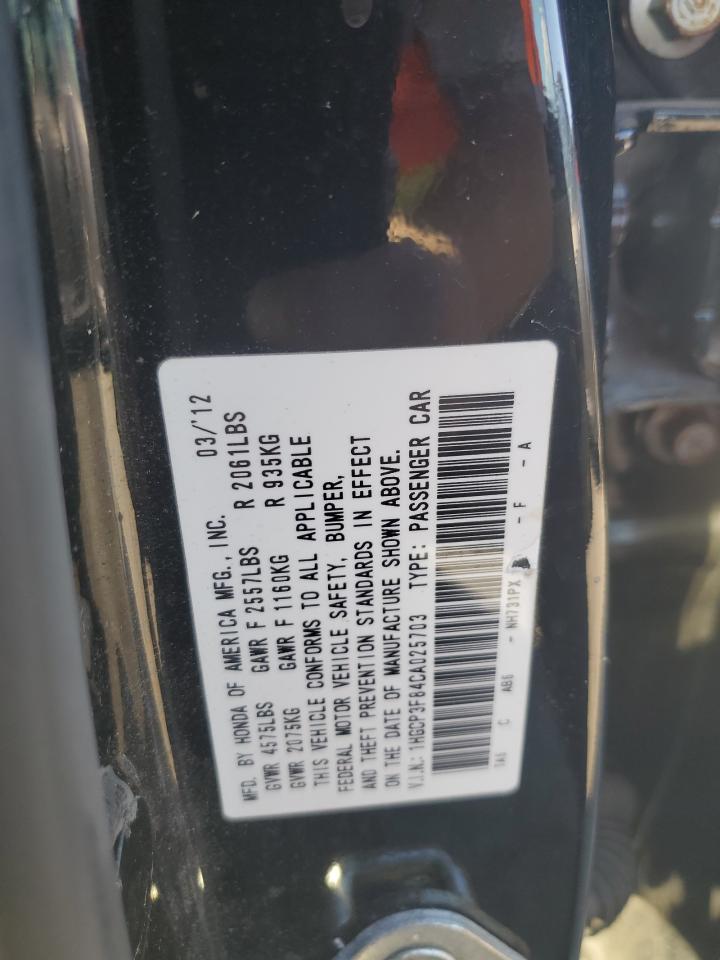 MFD. BY HONDA OF AMERICA MFG., INC. 03/'12
GVWR 4575LBS GAWR F 2557LBS R 2061LBS
GVWR 2075KG GAWR F 1160KG R 935KG
THIS VEHICLE CONFORMS TO ALL APPLICABLE
FEDERAL MOTOR VEHICLE SAFETY, BUMPER,
AND THEFT PREVENTION STANDARDS IN EFFECT
ON THE DATE OF MANUFACTURE SHOWN ABOVE.
V.I.N.: 1HGCP3F84CA025703 TYPE: PASSENGER CAR
TA6 C AB6 - NH731PX - F - A